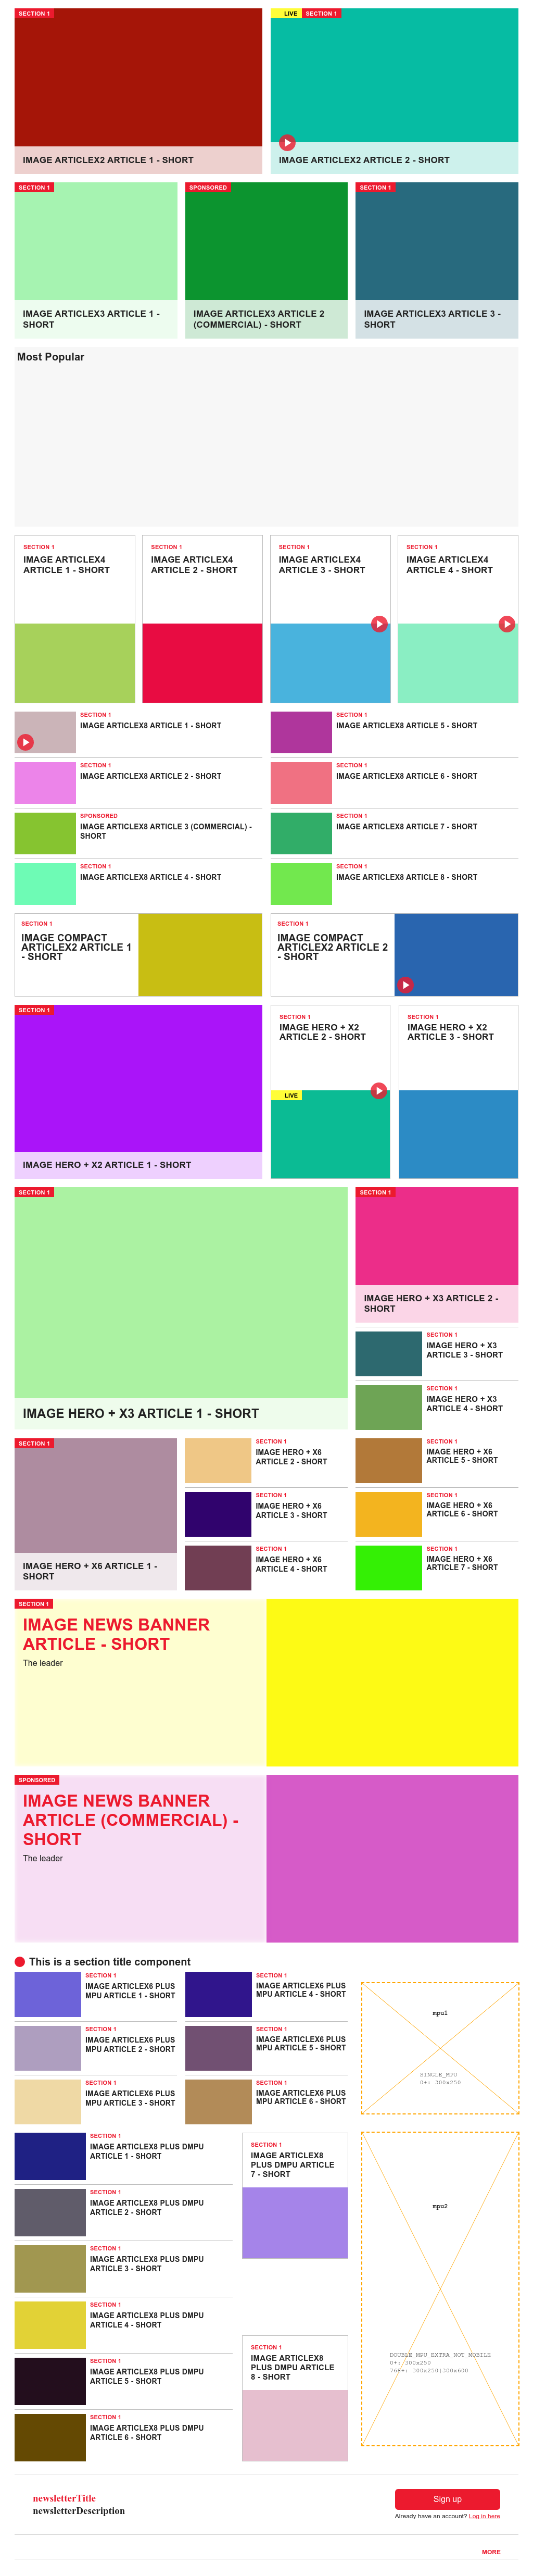 SECTION 1
IMAGE ARTICLEX2 ARTICLE 1 - SHORT
LIVE
SECTION 1
IMAGE ARTICLEX2 ARTICLE 2 - SHORT
SECTION 1
IMAGE ARTICLEX3 ARTICLE 1 -
SHORT
SPONSORED
IMAGE ARTICLEX3 ARTICLE 2
(COMMERCIAL) - SHORT
SECTION 1
IMAGE ARTICLEX3 ARTICLE 3 -
SHORT
Most Popular
SECTION 1
IMAGE ARTICLEX4
ARTICLE 1 - SHORT
SECTION 1
IMAGE ARTICLEX4
ARTICLE 2 - SHORT
SECTION 1
IMAGE ARTICLEX4
ARTICLE 3 - SHORT
SECTION 1
IMAGE ARTICLEX4
ARTICLE 4 - SHORT
SECTION 1
IMAGE ARTICLEX8 ARTICLE 1 - SHORT
SECTION 1
IMAGE ARTICLEX8 ARTICLE 2 - SHORT
SPONSORED
IMAGE ARTICLEX8 ARTICLE 3 (COMMERCIAL) -
SHORT
SECTION 1
IMAGE ARTICLEX8 ARTICLE 4 - SHORT
SECTION 1
IMAGE ARTICLEX8 ARTICLE 5 - SHORT
SECTION 1
IMAGE ARTICLEX8 ARTICLE 6 - SHORT
SECTION 1
IMAGE ARTICLEX8 ARTICLE 7 - SHORT
SECTION 1
IMAGE ARTICLEX8 ARTICLE 8 - SHORT
SECTION 1
IMAGE COMPACT
ARTICLEX2 ARTICLE 1
- SHORT
SECTION 1
IMAGE COMPACT
ARTICLEX2 ARTICLE 2
- SHORT
SECTION 1
IMAGE HERO + X2 ARTICLE 1 - SHORT
SECTION 1
IMAGE HERO + X2
ARTICLE 2 - SHORT
LIVE
SECTION 1
IMAGE HERO + X2
ARTICLE 3 - SHORT
SECTION 1
IMAGE HERO + X3 ARTICLE 1 - SHORT
SECTION 1
IMAGE HERO + X3 ARTICLE 2 -
SHORT
SECTION 1
IMAGE HERO + X3
ARTICLE 3 - SHORT
SECTION 1
IMAGE HERO + X3
ARTICLE 4 - SHORT
SECTION 1
IMAGE HERO + X6 ARTICLE 1 -
SHORT
SECTION 1
IMAGE HERO + X6
ARTICLE 2 - SHORT
SECTION 1
IMAGE HERO + X6
ARTICLE 3 - SHORT
SECTION 1
IMAGE HERO + X6
ARTICLE 4 - SHORT
SECTION 1
IMAGE HERO + X6
ARTICLE 5 - SHORT
SECTION 1
IMAGE HERO + X6
ARTICLE 6 - SHORT
SECTION 1
IMAGE HERO + X6
ARTICLE 7 - SHORT
SECTION 1
IMAGE NEWS BANNER
ARTICLE - SHORT
The leader
SPONSORED
IMAGE NEWS BANNER
ARTICLE (COMMERCIAL) -
SHORT
The leader
This is a section title component
SECTION 1
IMAGE ARTICLEX6 PLUS
MPU ARTICLE 1 - SHORT
SECTION 1
IMAGE ARTICLEX6 PLUS
MPU ARTICLE 2 - SHORT
SECTION 1
IMAGE ARTICLEX6 PLUS
MPU ARTICLE 3 - SHORT
SECTION 1
IMAGE ARTICLEX6 PLUS
MPU ARTICLE 4 - SHORT
SECTION 1
IMAGE ARTICLEX6 PLUS
MPU ARTICLE 5 - SHORT
SECTION 1
IMAGE ARTICLEX6 PLUS
MPU ARTICLE 6 - SHORT
mpu1
SINGLE_MPU
0+: 300x250
SECTION 1
IMAGE ARTICLEX8 PLUS DMPU
ARTICLE 1 - SHORT
SECTION 1
IMAGE ARTICLEX8 PLUS DMPU
ARTICLE 2 - SHORT
SECTION 1
IMAGE ARTICLEX8 PLUS DMPU
ARTICLE 3 - SHORT
SECTION 1
IMAGE ARTICLEX8 PLUS DMPU
ARTICLE 4 - SHORT
SECTION 1
IMAGE ARTICLEX8 PLUS DMPU
ARTICLE 5 - SHORT
SECTION 1
IMAGE ARTICLEX8 PLUS DMPU
ARTICLE 6 - SHORT
SECTION 1
IMAGE ARTICLEX8
PLUS DMPU ARTICLE
7 - SHORT
SECTION 1
IMAGE ARTICLEX8
PLUS DMPU ARTICLE
8 - SHORT
mpu2
DOUBLE_MPU_EXTRA_NOT_MOBILE
0+: 300x250
768+: 300x250|300x600
newsletterTitle
newsletterDescription
Sign up
Already have an account? Log in here
MORE